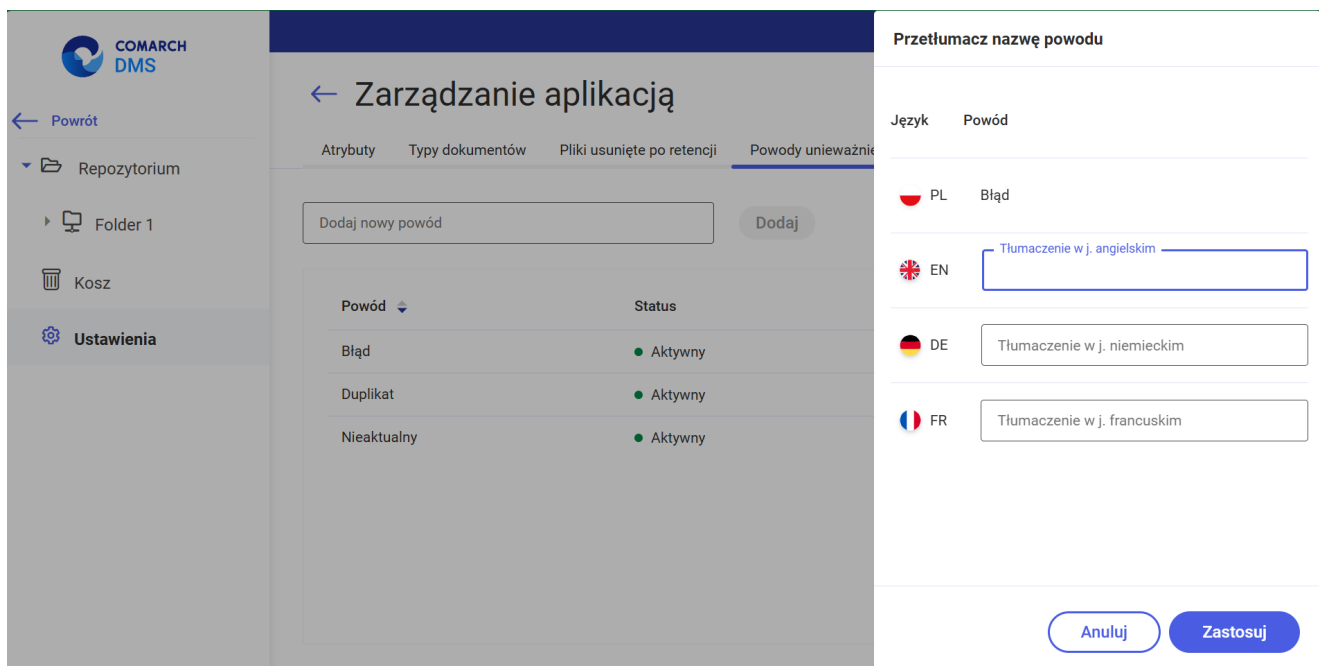 COMARCH
DMS
Powrót
Repozytorium
Folder 1
Kosz
Ustawienia
Zarządzanie aplikacją
Atrybuty Typy dokumentów Pliki usunięte po retencji Powody unieważnie
Dodaj nowy powód Dodaj
Powód Status
Błąd Aktywny
Duplikat Aktywny
Nieaktualny Aktywny
Przetłumacz nazwę powodu
Język Powód
PL Błąd
Tłumaczenie w j. angielskim
EN
DE Tłumaczenie w j. niemieckim
FR Tłumaczenie w j. francuskim
Anuluj Zastosuj